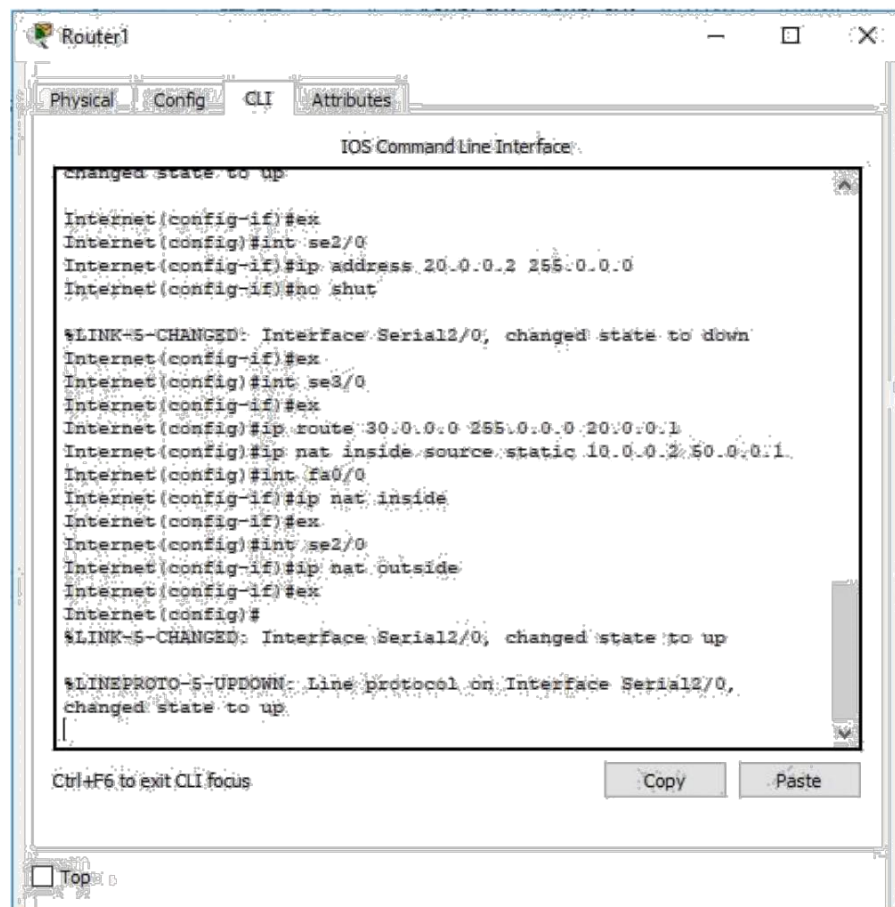 Router1
Physical Config CLI Attributes
IOS Command Line Interface
changed state to up
Internet(config-if)#ex
Internet(config)#int se2/0
Internet(config-if)#ip address 20.0.0.2 255.0.0.0
Internet(config-if)#no shut
%LINK-5-CHANGED: Interface Serial2/0, changed state to down
Internet(config-if)#ex
Internet(config)#int se3/0
Internet(config-if)#ex
Internet(config)#ip route 30.0.0.0 255.0.0.0 20.0.0.1
Internet(config)#ip nat inside source static 10.0.0.2 50.0.0.1
Internet(config)#int fa0/0
Internet(config-if)#ip nat inside
Internet(config-if)#ex
Internet(config)#int se2/0
Internet(config-if)#ip nat outside
Internet(config-if)#ex
Internet(config)#
%LINK-5-CHANGED: Interface Serial2/0, changed state to up
%LINEPROTO-5-UPDOWN: Line protocol on Interface Serial2/0,
changed state to up
Ctrl+F6 to exit CLI focus
Copy Paste
Top